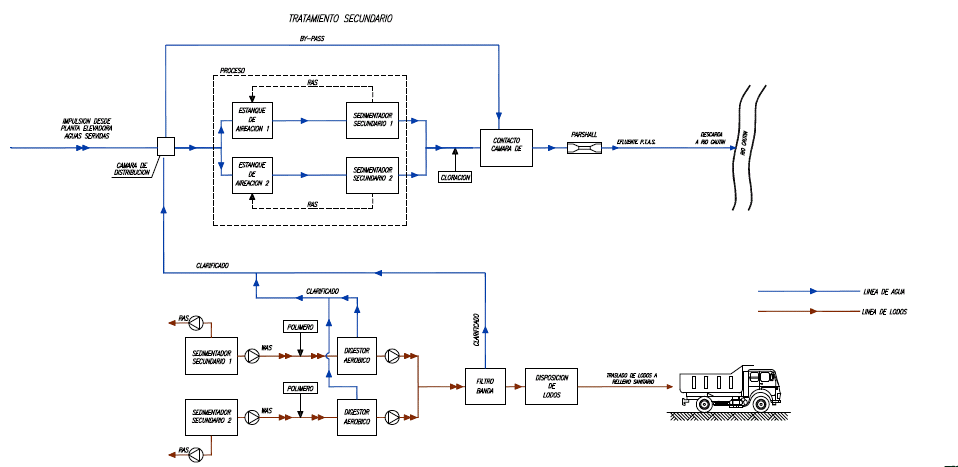 TRATAMIENTO SECUNDARIO
BY-PASS
PROCESO
RAS
IMPULSION DESDE
PLANTA ELEVADORA
AGUAS SERVIDAS
ESTANQUE
DE
AIREACION 1
SEDIMENTADOR
SECUNDARIO 1
CONTACTO
CAMARA DE
PARSHALL
EFLUENTE P.T.A.S.
DESCARGA
A RIO CAUTIN
RIO CAUTIN
CAMARA DE
DISTRIBUCION
ESTANQUE
DE
AIREACION 2
SEDIMENTADOR
SECUNDARIO 2
CLORACION
RAS
CLARIFICADO
CLARIFICADO
CLARIFICADO
LINEA DE AGUA
LINEA DE LODOS
RAS
SEDIMENTADOR
SECUNDARIO 1
WAS
POLIMERO
DIGESTOR
AEROBICO
FILTRO
BANDA
DISPOSICION
DE
LODOS
TRASLADO DE LODOS A
RELLENO SANITARIO
SEDIMENTADOR
SECUNDARIO 2
WAS
POLIMERO
DIGESTOR
AEROBICO
RAS